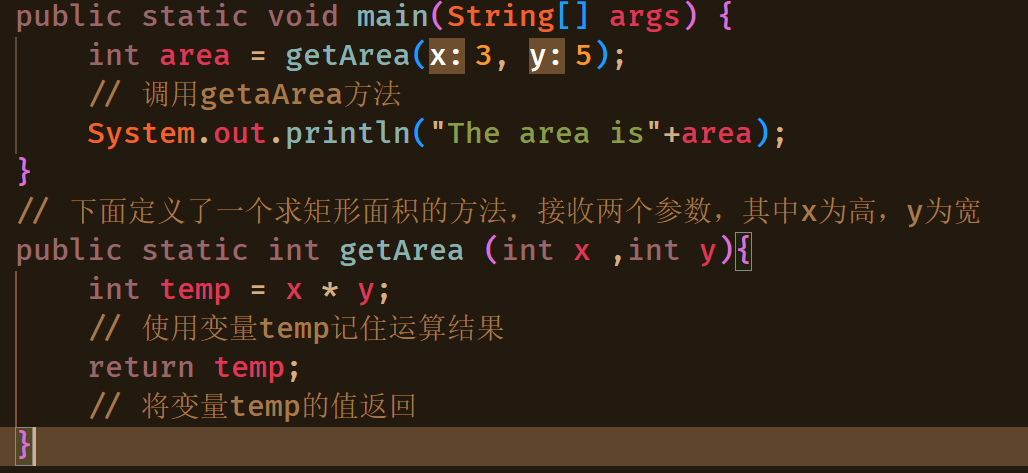 public static void main(String[] args) {
    int area = getArea(x: 3, y: 5);
    // 调用getaArea方法
    System.out.println("The area is"+area);
}
// 下面定义了一个求矩形面积的方法，接收两个参数，其中x为高，y为宽
public static int getArea (int x ,int y){
    int temp = x * y;
    // 使用变量temp记住运算结果
    return temp;
    // 将变量temp的值返回
}